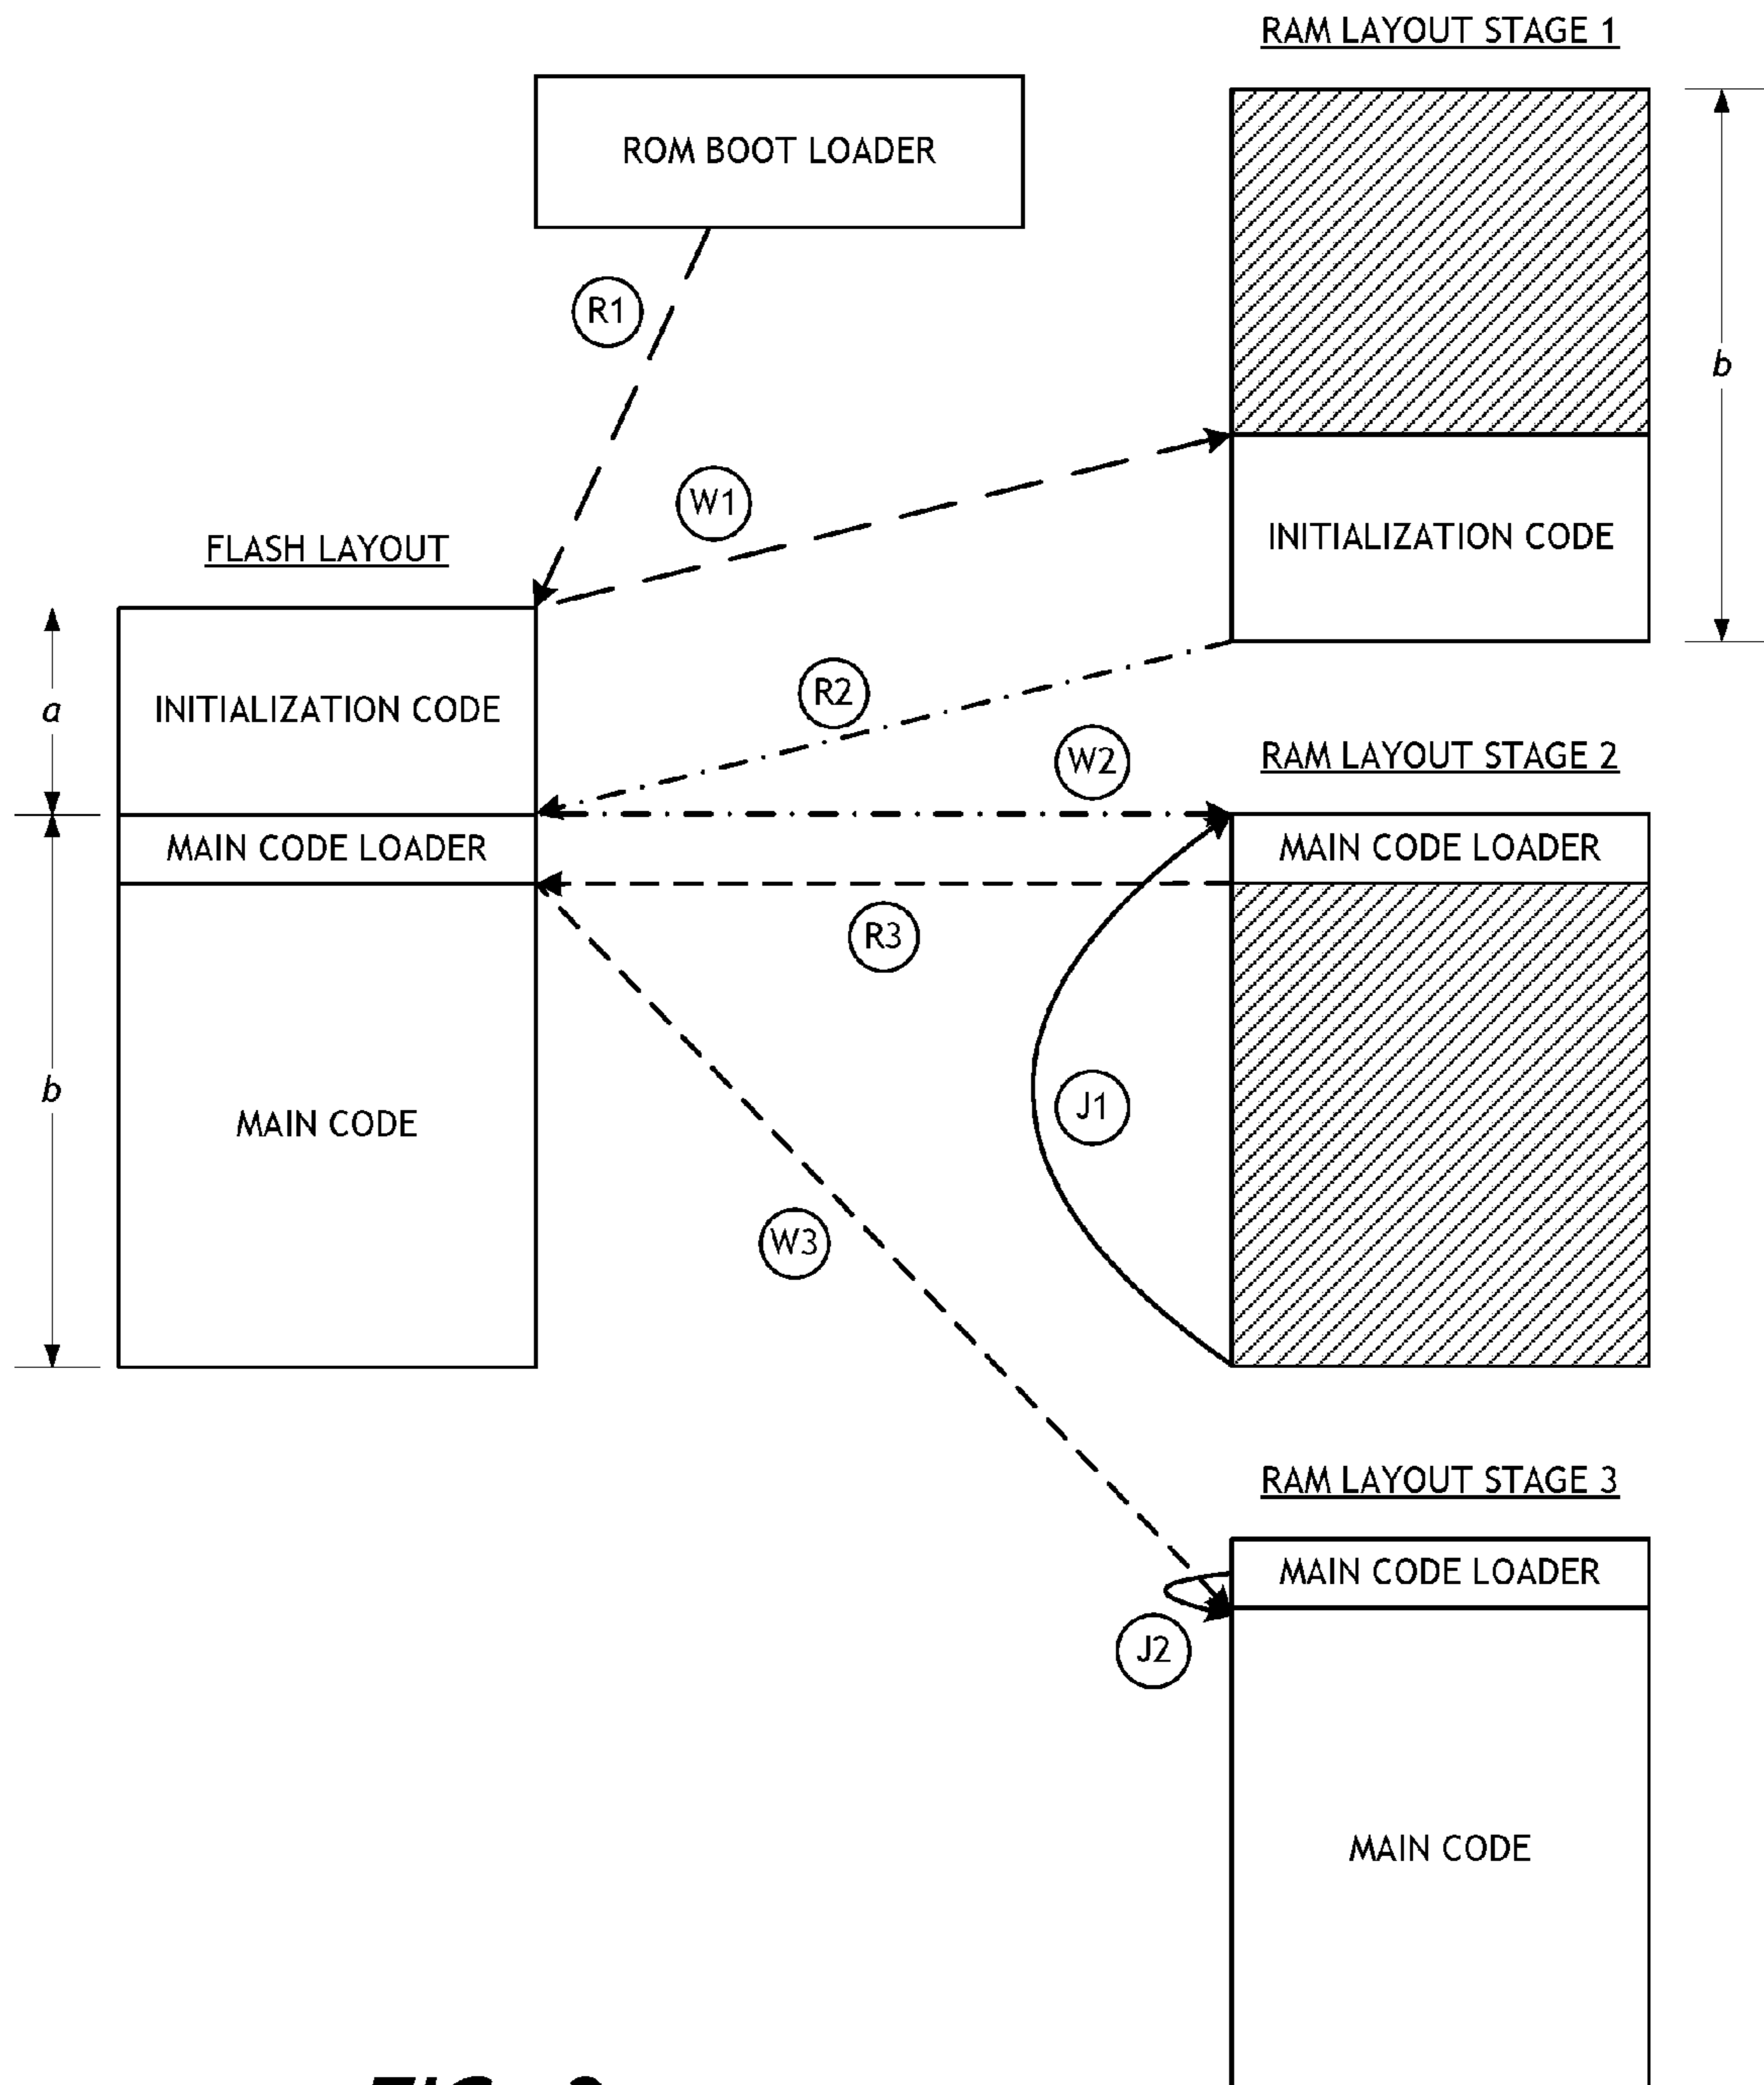 RAM LAYOUT STAGE 1
ROM BOOT LOADER
R1
b
W1
INITIALIZATION CODE
FLASH LAYOUT
a
INITIALIZATION CODE
R2
W2
RAM LAYOUT STAGE 2
MAIN CODE LOADER
MAIN CODE LOADER
R3
b
MAIN CODE
J1
W3
RAM LAYOUT STAGE 3
MAIN CODE LOADER
J2
MAIN CODE